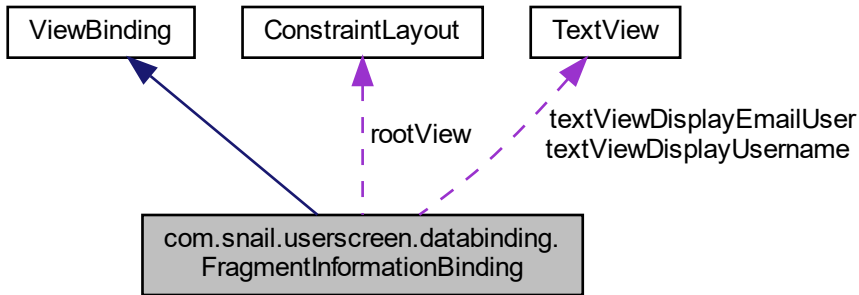 ViewBinding
ConstraintLayout
TextView
rootView
textViewDisplayEmailUser
textViewDisplayUsername
com.snail.userscreen.databinding.
FragmentInformationBinding